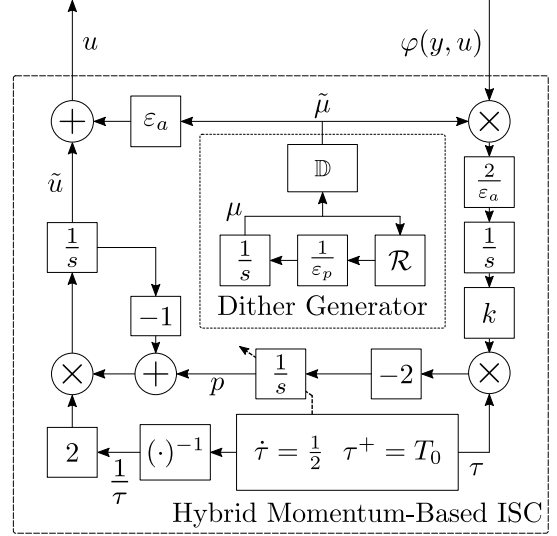 u
φ(y, u)
+
ε_a
μ̃
×
𝔻
2/ε_a
ũ
μ
1/s
1/s
1/ε_p
ℛ
1/s
Dither Generator
−1
k
×
+
p
1/s
−2
×
2
1/τ
(·)⁻¹
τ̇ = 1/2 τ⁺ = T₀
τ
Hybrid Momentum-Based ISC